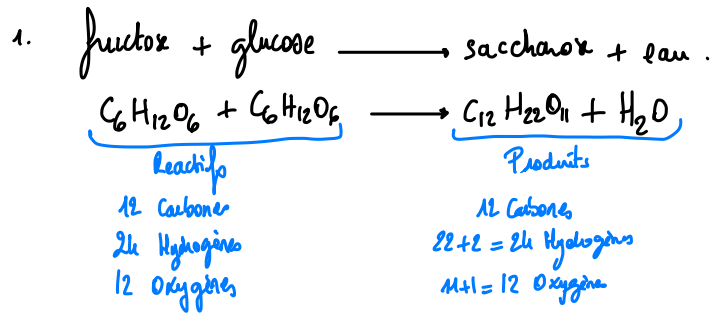 1. fructose + glucose → saccharose + eau.
C₆H₁₂O₆ + C₆H₁₂O₆ → C₁₂H₂₂O₁₁ + H₂O
Reactifs Produits
12 Carbones 12 Carbones
24 Hydrogènes 22+2 = 24 Hydrogènes
12 Oxygènes 11+1 = 12 Oxygènes